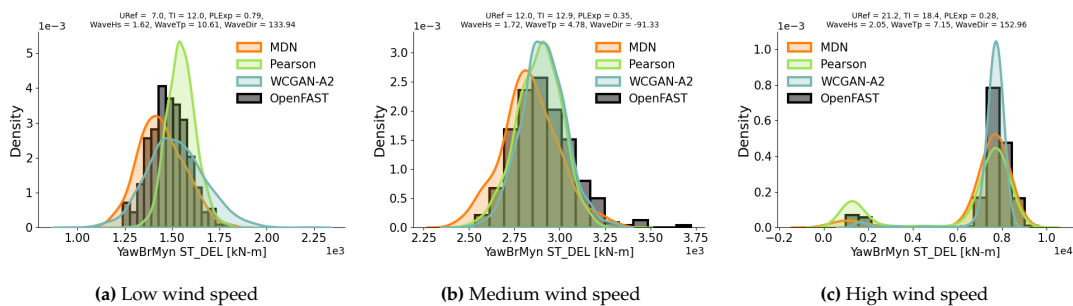 URef = 7.0, TI = 12.0, PLExp = 0.79,
WaveHs = 1.62, WaveTp = 10.61, WaveDir = 133.94
1e−3
5
4
3
2
1
0
Density
MDN
Pearson
WCGAN-A2
OpenFAST
1.00 1.25 1.50 1.75 2.00 2.25
YawBrMyn ST_DEL [kN-m]
1e3
(a) Low wind speed
URef = 12.0, TI = 12.9, PLExp = 0.35,
WaveHs = 1.72, WaveTp = 4.78, WaveDir = -91.33
1e−3
3.0
2.5
2.0
1.5
1.0
0.5
0.0
Density
MDN
Pearson
WCGAN-A2
OpenFAST
2.25 2.50 2.75 3.00 3.25 3.50 3.75
YawBrMyn ST_DEL [kN-m]
1e3
(b) Medium wind speed
URef = 21.2, TI = 18.4, PLExp = 0.28,
WaveHs = 2.05, WaveTp = 7.15, WaveDir = 152.96
1e−3
1.0
0.8
0.6
0.4
0.2
0.0
Density
MDN
Pearson
WCGAN-A2
OpenFAST
−0.2 0.0 0.2 0.4 0.6 0.8 1.0
YawBrMyn ST_DEL [kN-m]
1e4
(c) High wind speed